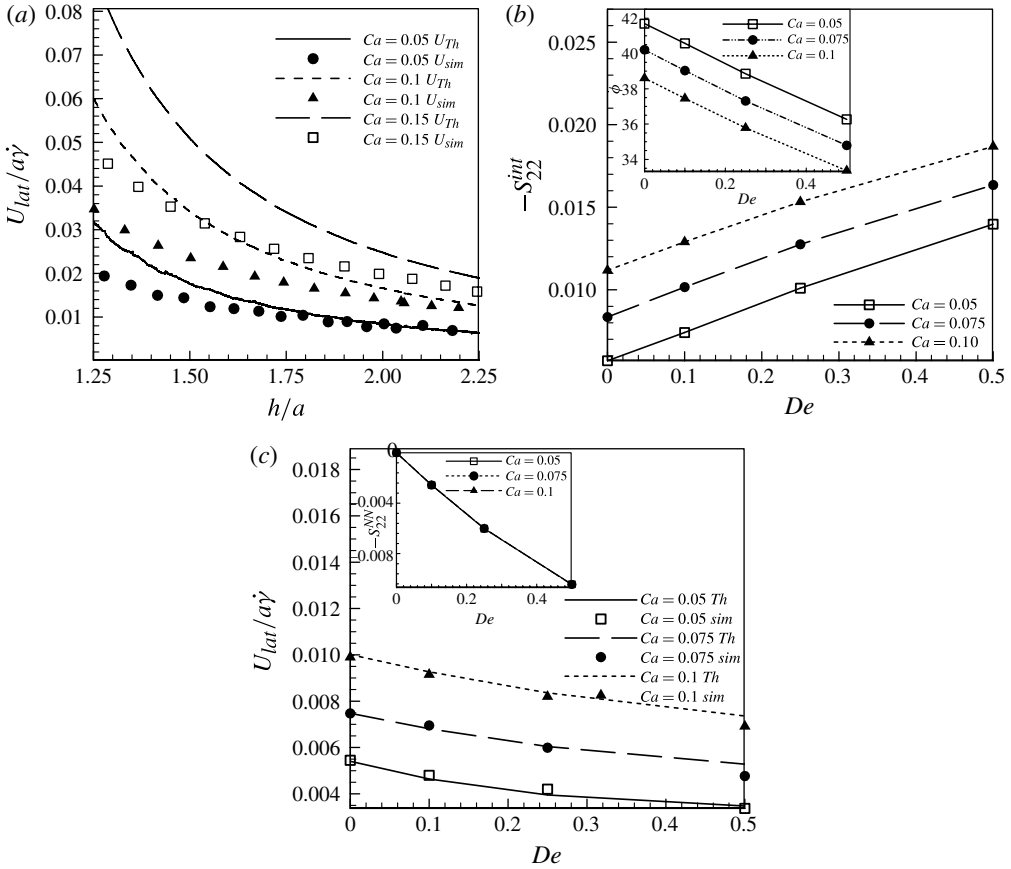 (a)
0.08
0.07
0.06
0.05
0.04
0.03
0.02
0.01
U_lat/aγ̇
1.25 1.50 1.75 2.00 2.25
h/a
Ca = 0.05 U_Th
Ca = 0.05 U_sim
Ca = 0.1 U_Th
Ca = 0.1 U_sim
Ca = 0.15 U_Th
Ca = 0.15 U_sim
(b)
0.025
0.020
0.015
0.010
−S_22^int
0 0.1 0.2 0.3 0.4 0.5
De
Ca = 0.05
Ca = 0.075
Ca = 0.10
42
40
38
36
34
φ
0 0.2 0.4
De
Ca = 0.05
Ca = 0.075
Ca = 0.1
(c)
0.018
0.016
0.014
0.012
0.010
0.008
0.006
0.004
U_lat/aγ̇
0 0.1 0.2 0.3 0.4 0.5
De
Ca = 0.05 Th
Ca = 0.05 sim
Ca = 0.075 Th
Ca = 0.075 sim
Ca = 0.1 Th
Ca = 0.1 sim
0
−0.004
−0.008
−S_22^NN
0 0.2 0.4
De
Ca = 0.05
Ca = 0.075
Ca = 0.1